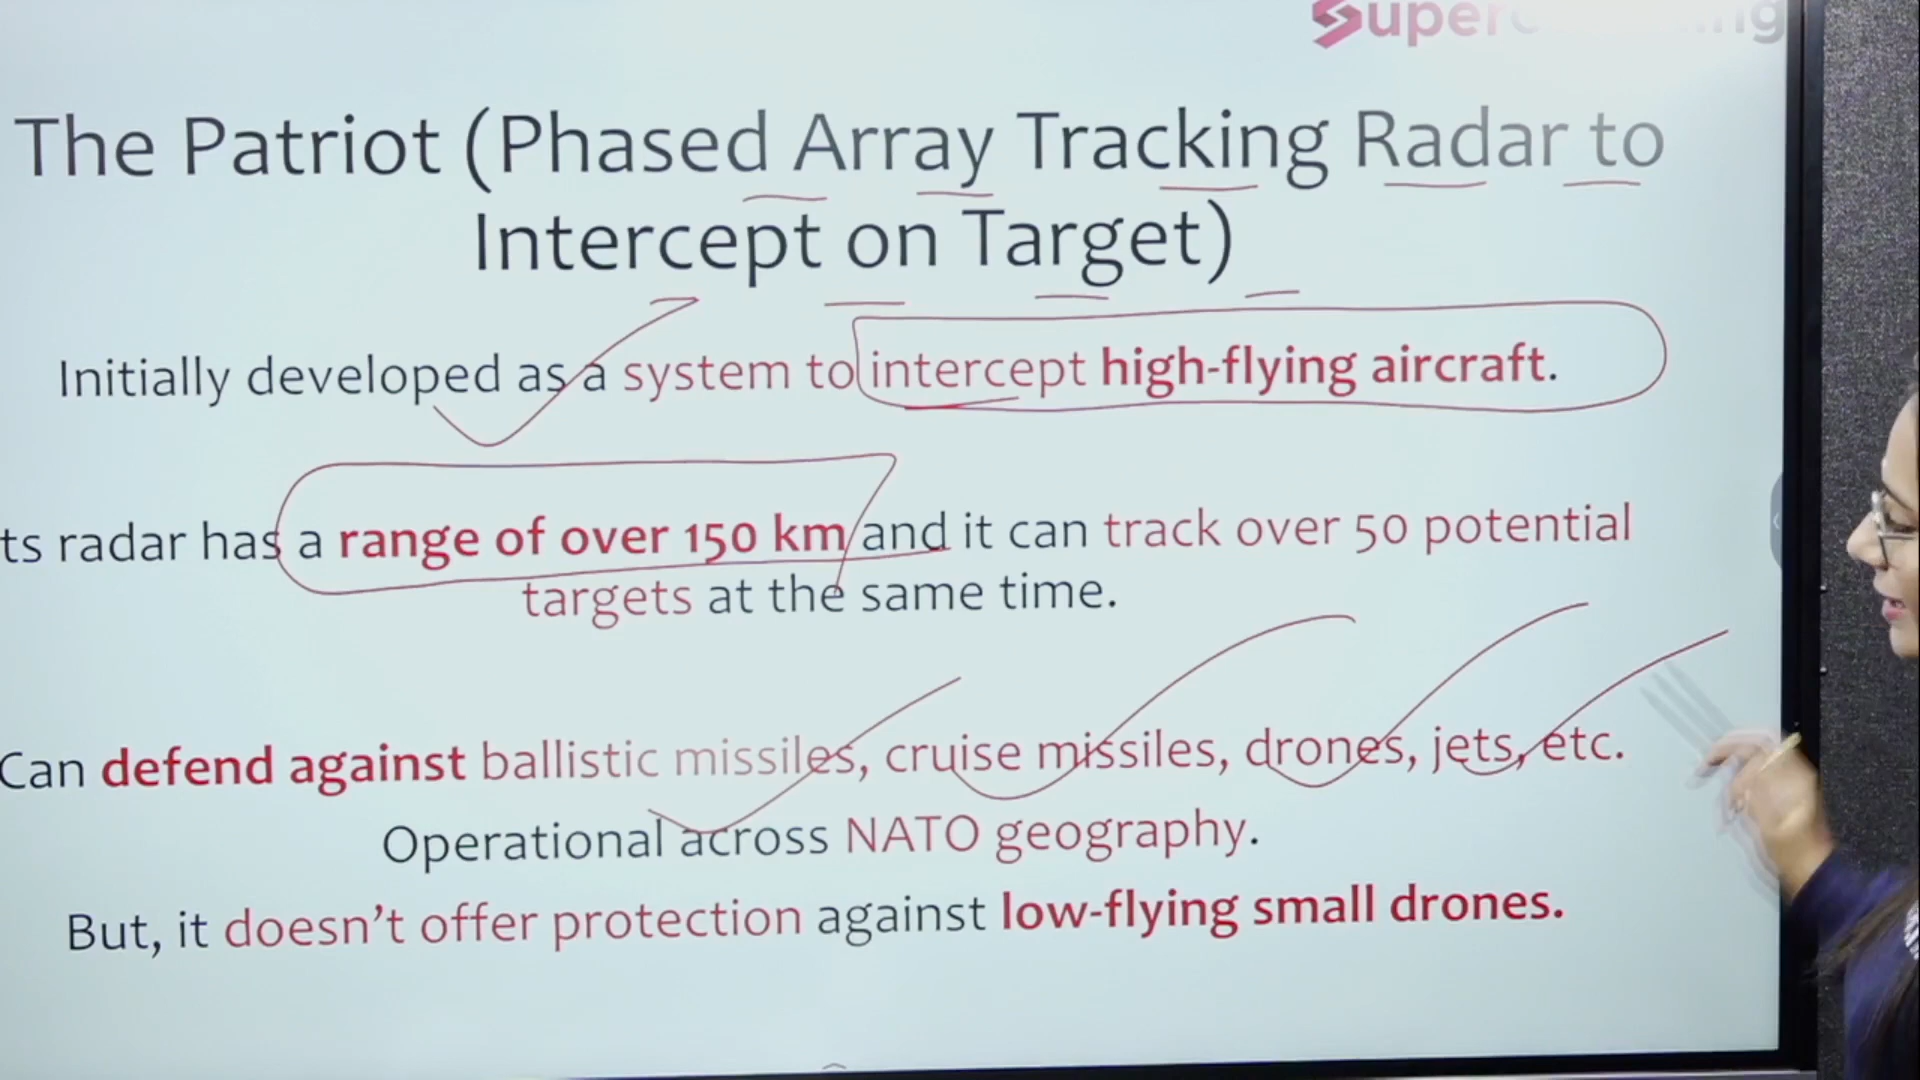 The Patriot (Phased Array Tracking Radar to
Intercept on Target)
Initially developed as a system to intercept high-flying aircraft.
ts radar has a range of over 150 km and it can track over 50 potential
targets at the same time.
Can defend against ballistic missiles, cruise missiles, drones, jets, etc.
Operational across NATO geography.
But, it doesn't offer protection against low-flying small drones.